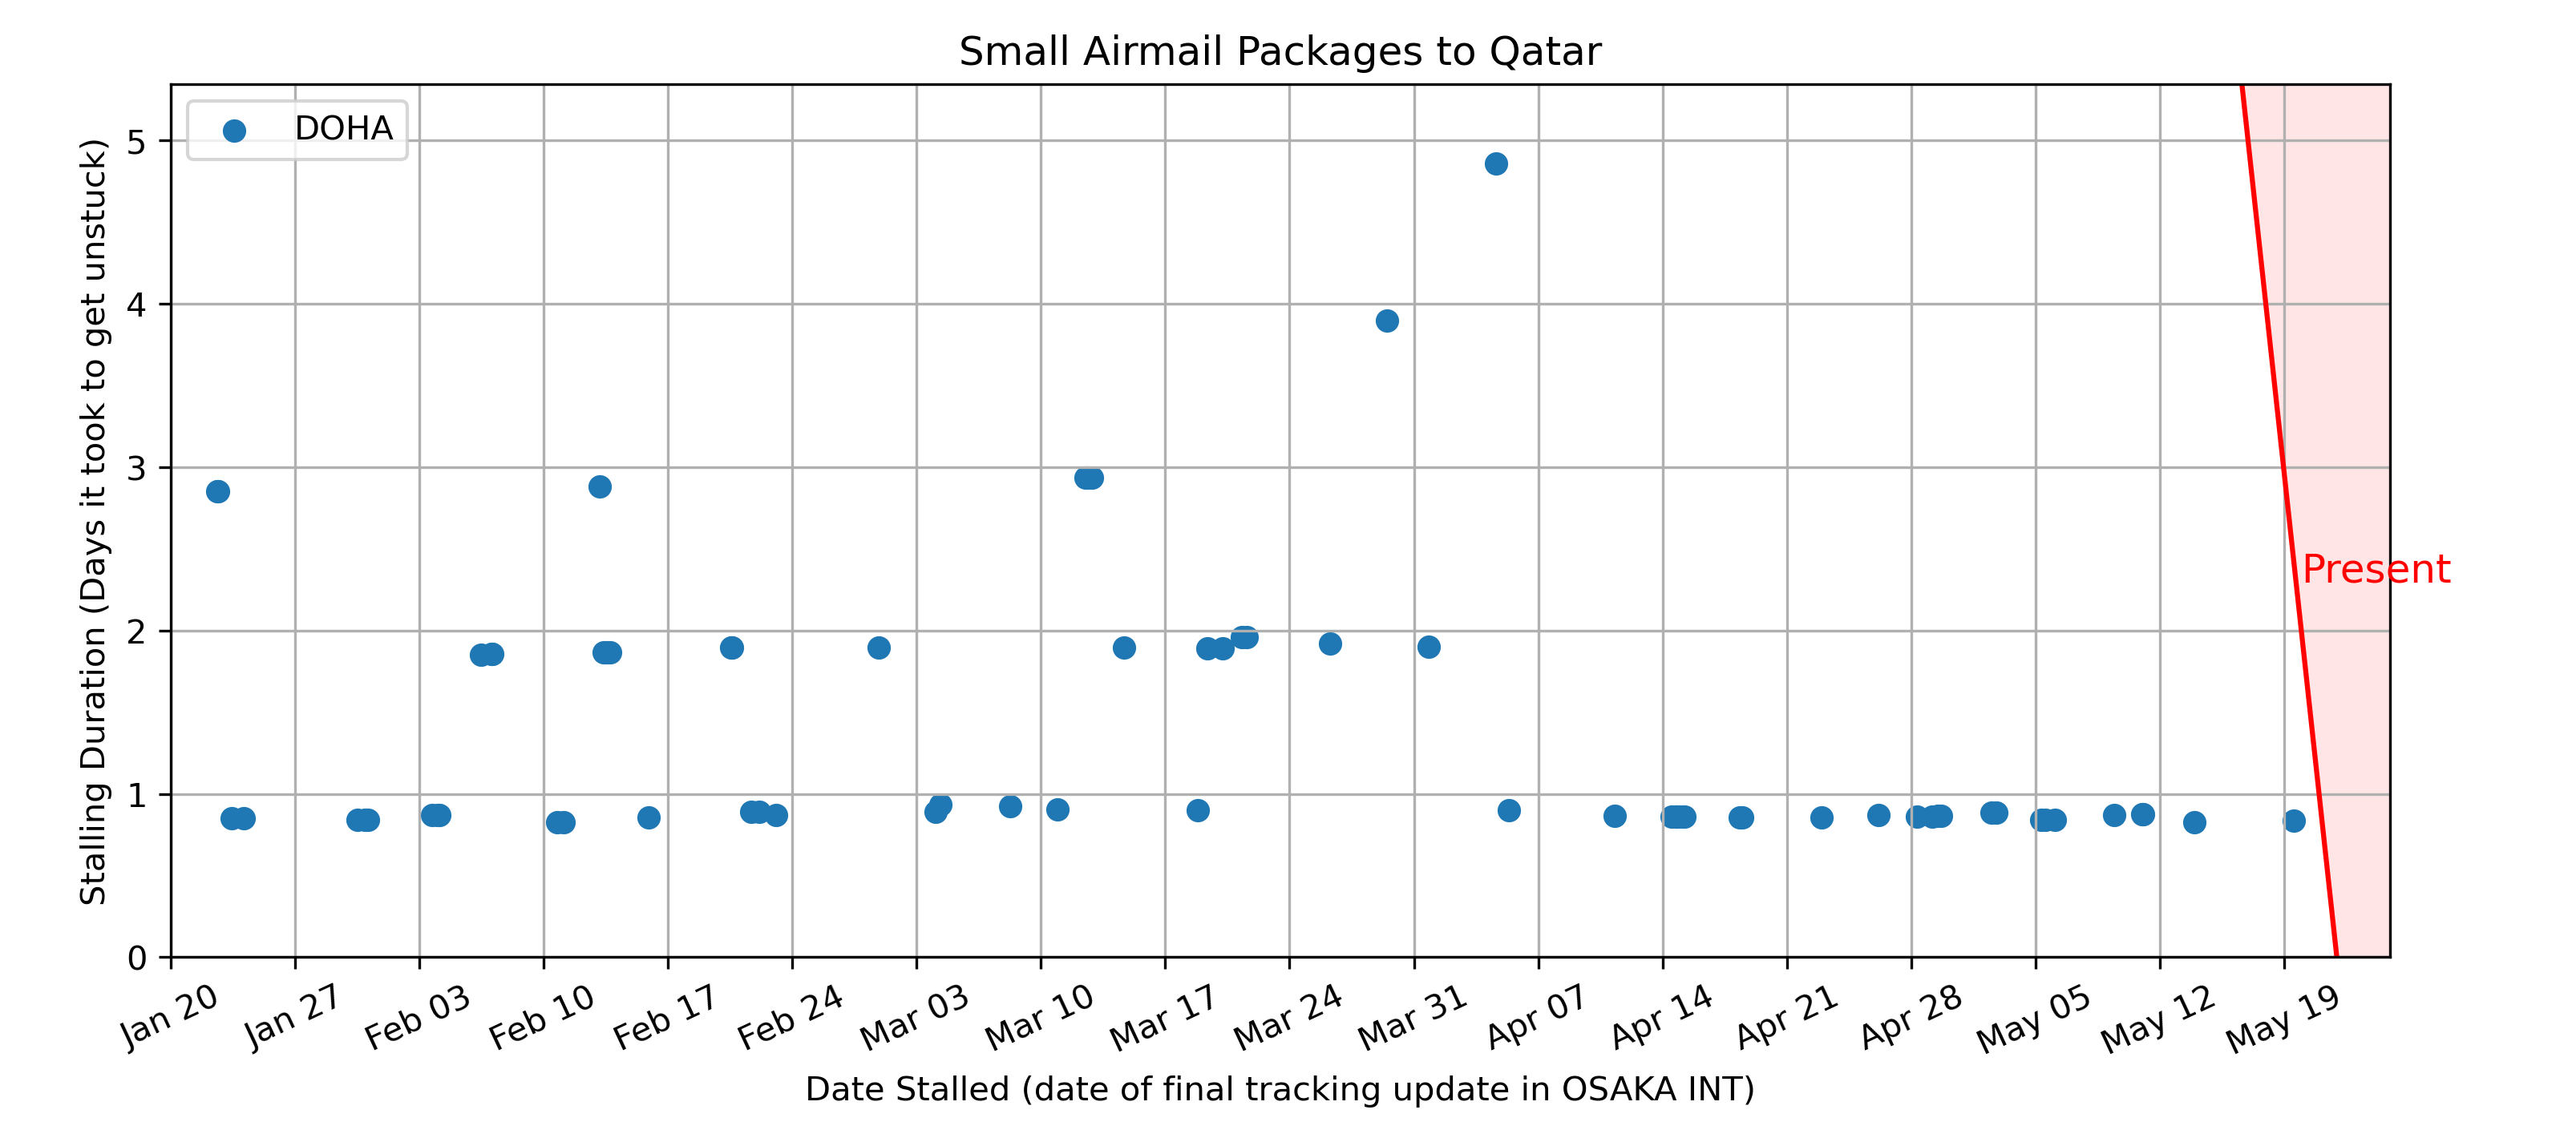 Small Airmail Packages to Qatar
DOHA
Stalling Duration (Days it took to get unstuck)
5
4
3
2
1
0
Present
Jan 20
Jan 27
Feb 03
Feb 10
Feb 17
Feb 24
Mar 03
Mar 10
Mar 17
Mar 24
Mar 31
Apr 07
Apr 14
Apr 21
Apr 28
May 05
May 12
May 19
Date Stalled (date of final tracking update in OSAKA INT)